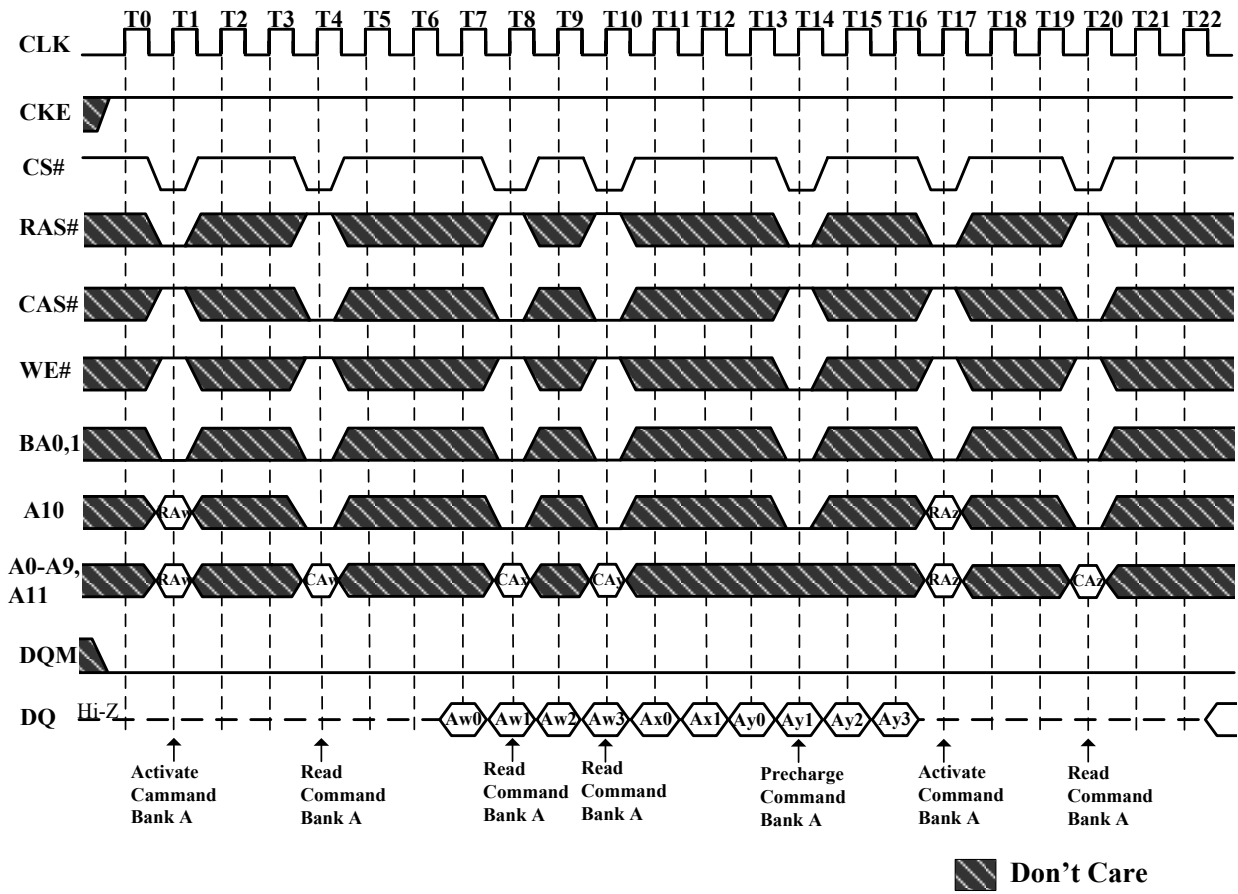 T0 T1 T2 T3 T4 T5 T6 T7 T8 T9 T10 T11 T12 T13 T14 T15 T16 T17 T18 T19 T20 T21 T22
CLK
CKE
CS#
RAS#
CAS#
WE#
BA0,1
A10 RAw RAz
A0-A9,
A11 RAw CAw CAx CAy RAz CAz
DQM
DQ Hi-Z Aw0 Aw1 Aw2 Aw3 Ax0 Ax1 Ay0 Ay1 Ay2 Ay3
Activate
Cammand
Bank A
Read
Command
Bank A
Read
Command
Bank A
Read
Command
Bank A
Precharge
Command
Bank A
Activate
Command
Bank A
Read
Command
Bank A
Don't Care